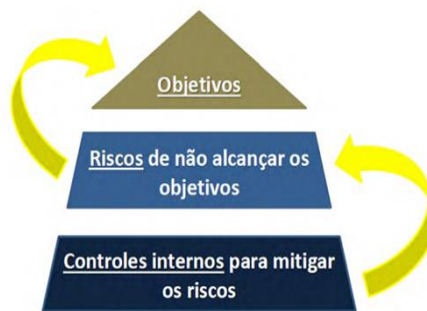 Objetivos
Riscos de não alcançar os
objetivos
Controles internos para mitigar
os riscos